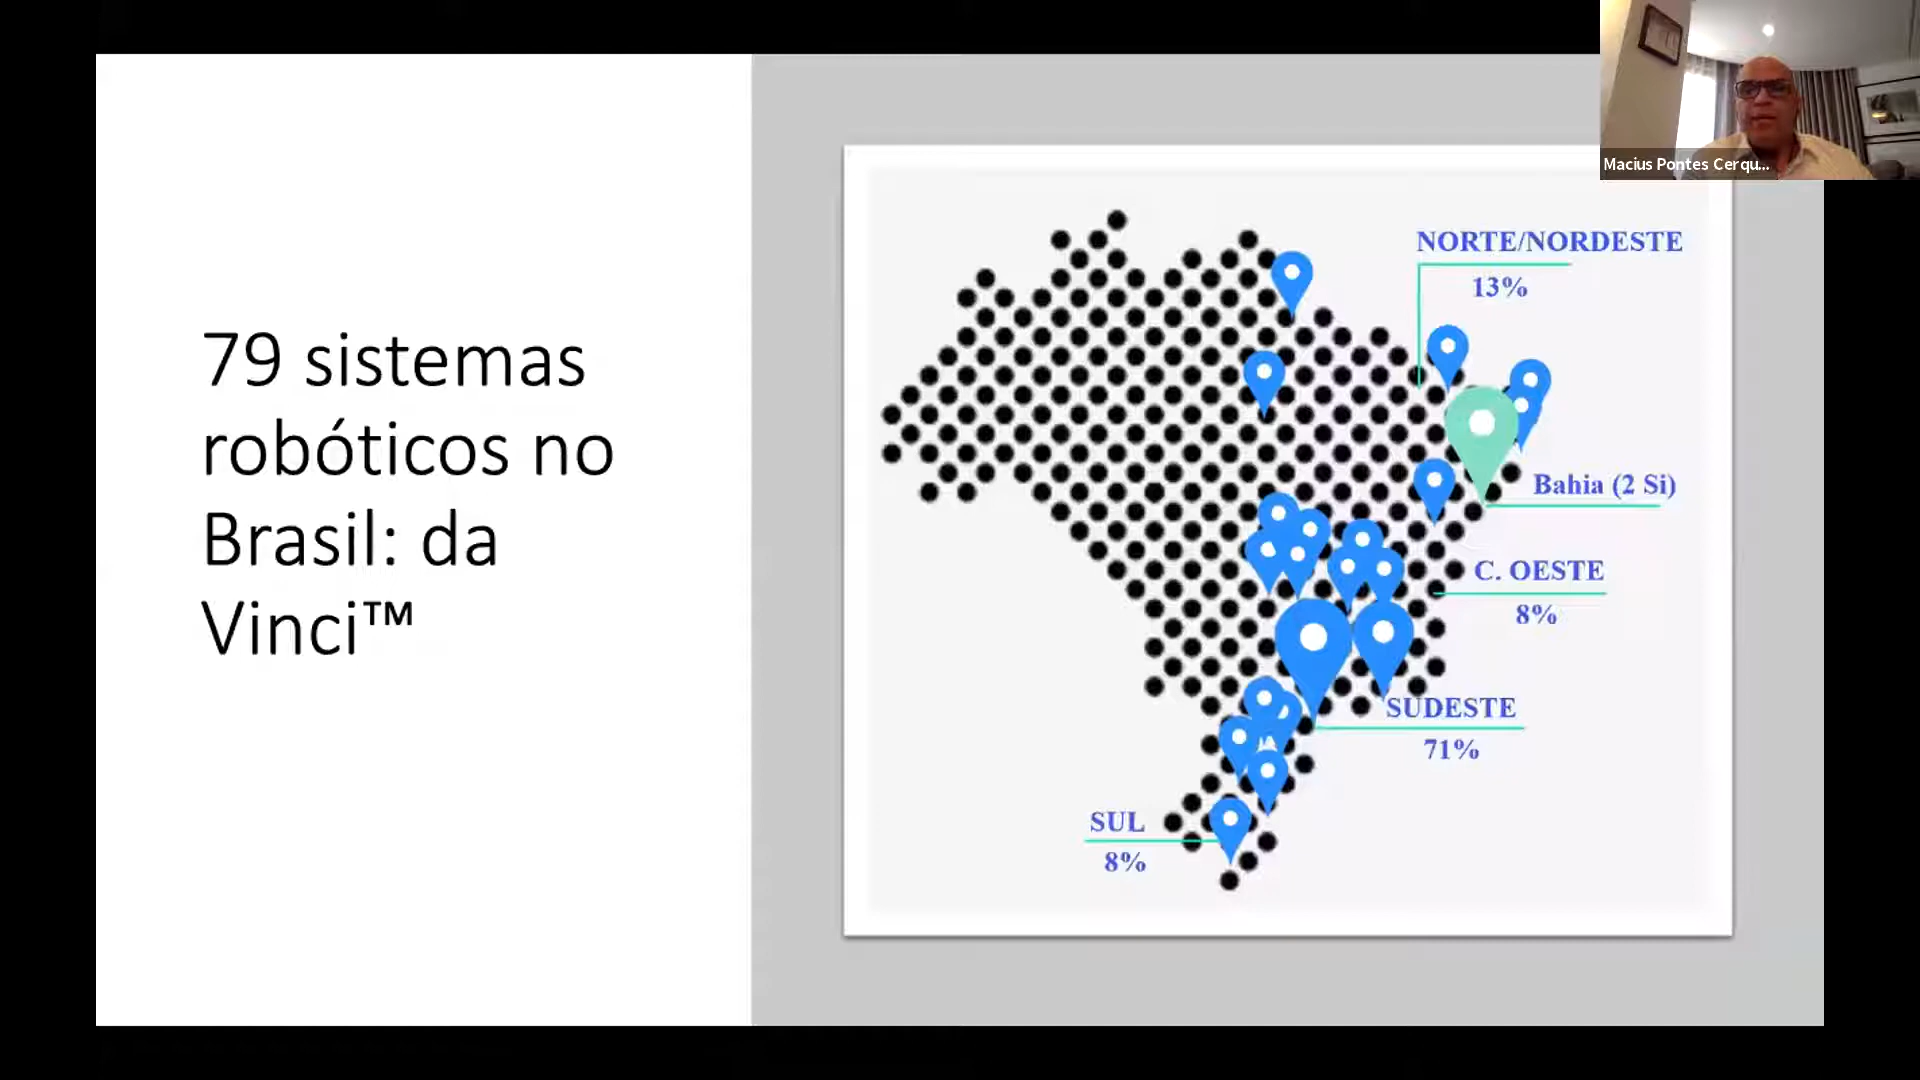 79 sistemas
robóticos no
Brasil: da
Vinci™
NORTE/NORDESTE
13%
Bahia (2 Si)
C. OESTE
8%
SUDESTE
71%
SUL
8%
Macius Pontes Cerqu...